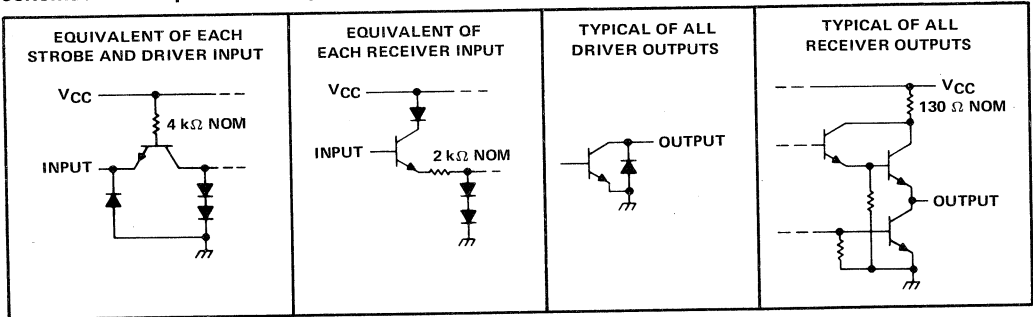 EQUIVALENT OF EACH
STROBE AND DRIVER INPUT
VCC
4 kΩ NOM
INPUT
EQUIVALENT OF
EACH RECEIVER INPUT
VCC
INPUT
2 kΩ NOM
TYPICAL OF ALL
DRIVER OUTPUTS
OUTPUT
TYPICAL OF ALL
RECEIVER OUTPUTS
VCC
130 Ω NOM
OUTPUT